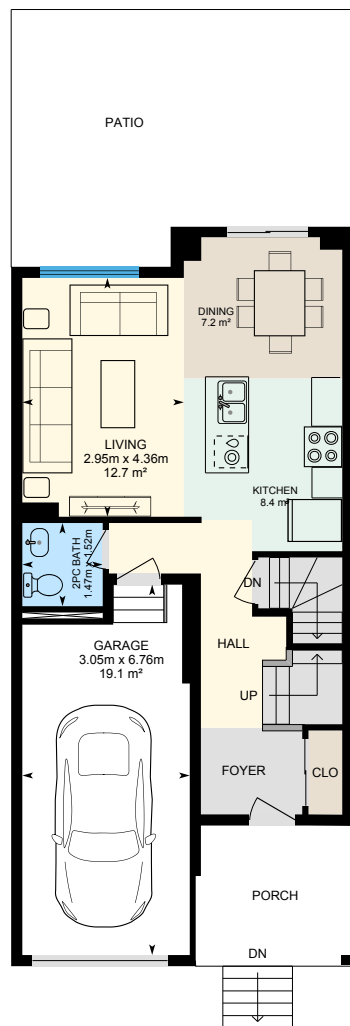 PATIO
DINING
7.2 m²
LIVING
2.95m x 4.36m
12.7 m²
KITCHEN
8.4 m²
2PC BATH
1.47m x 1.52m
DN
GARAGE
3.05m x 6.76m
19.1 m²
HALL
UP
FOYER
CLO
PORCH
DN